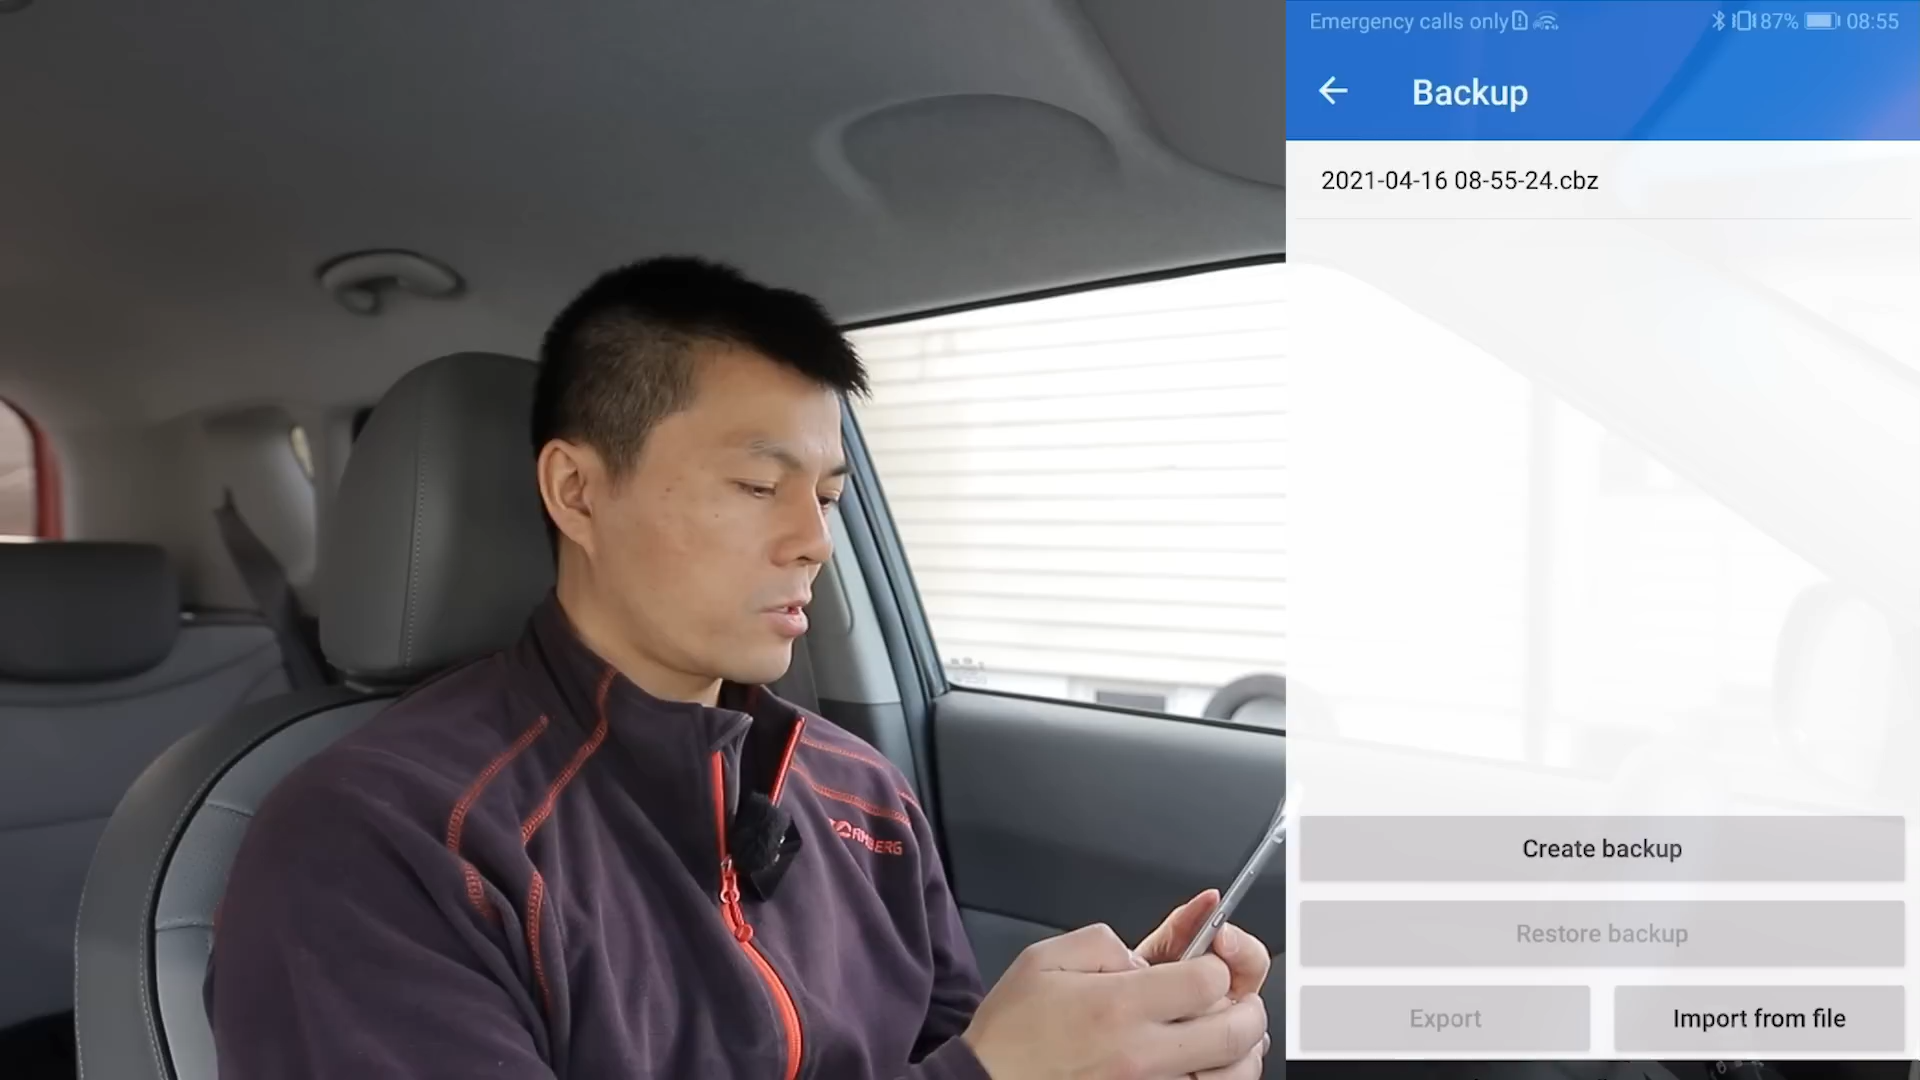 Emergency calls only
87%
08:55
Backup
2021-04-16 08-55-24.cbz
Create backup
Restore backup
Export
Import from file